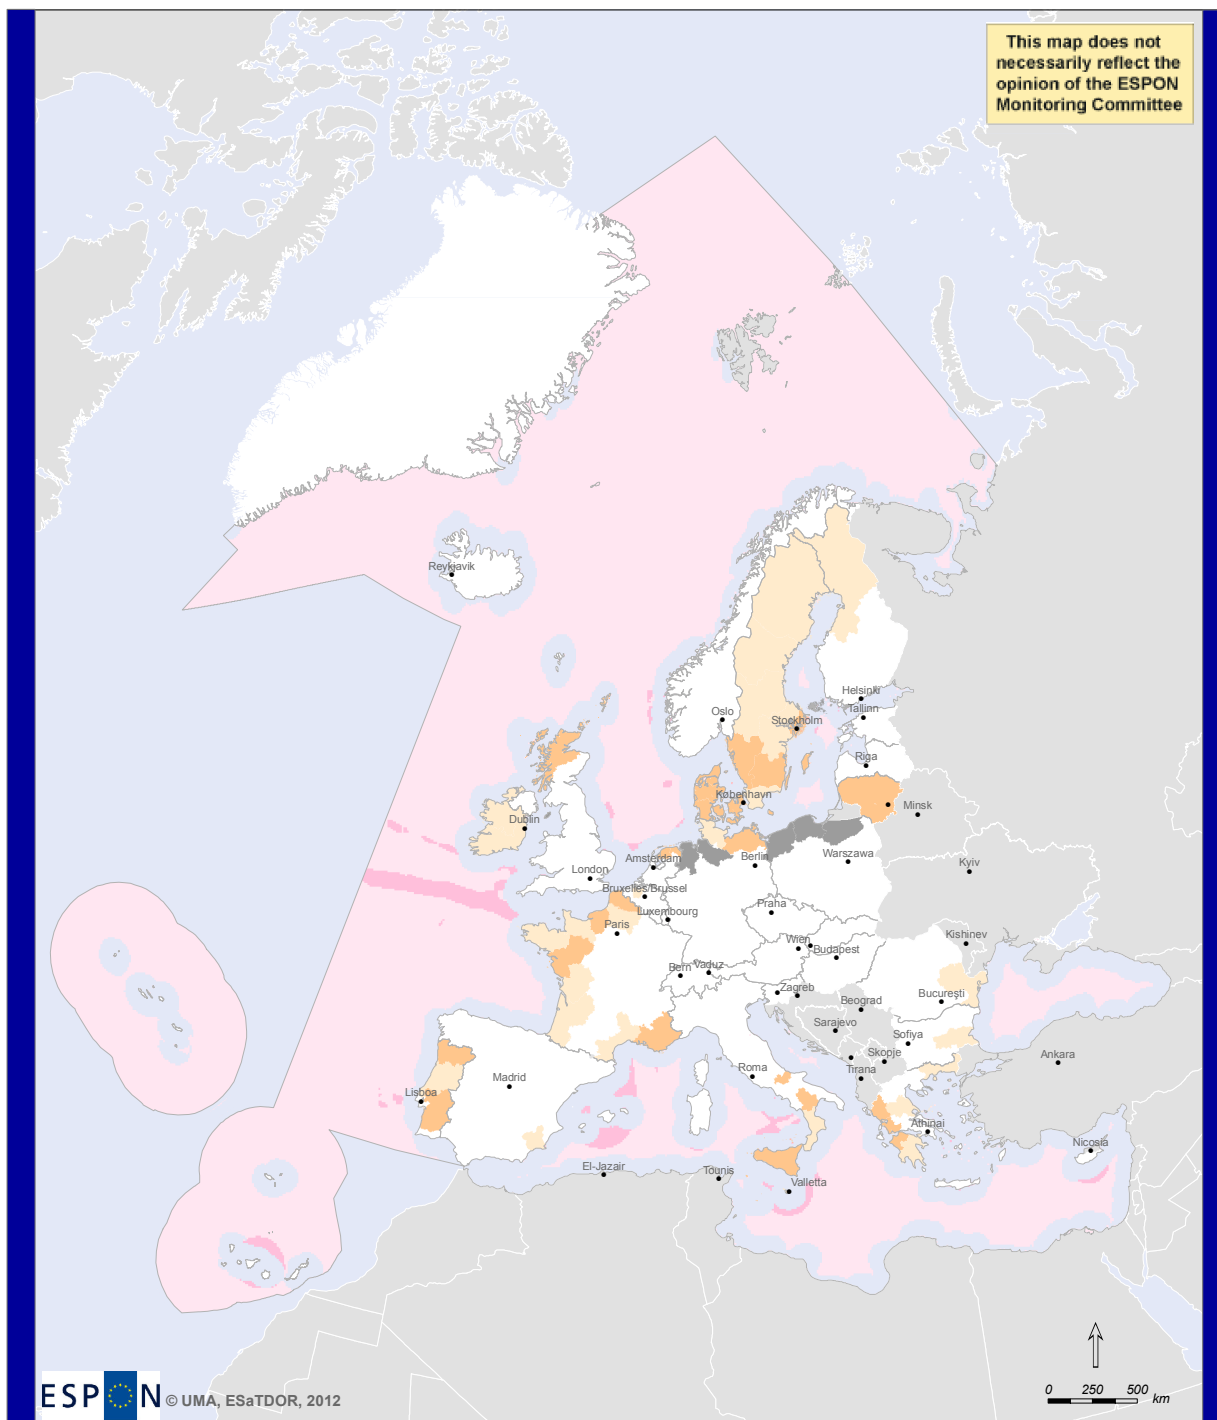 This map does not
necessarily reflect the
opinion of the ESPON
Monitoring Committee
Reykjavik
Helsinki
Tallinn
Oslo
Stockholm
Riga
København
Minsk
Dublin
Amsterdam
Berlin
Warszawa
London
Kyiv
Bruxelles/Brussel
Praha
Luxembourg
Paris
Kishinev
Wien
Budapest
Bern
Vaduz
Zagreb
Bucureşti
Beograd
Sarajevo
Sofiya
Skopje
Ankara
Roma
Tirana
Madrid
Lisboa
Athinai
Nicosia
El-Jazair
Tounis
Valletta
0 250 500
km
ESPON © UMA, ESaTDOR, 2012